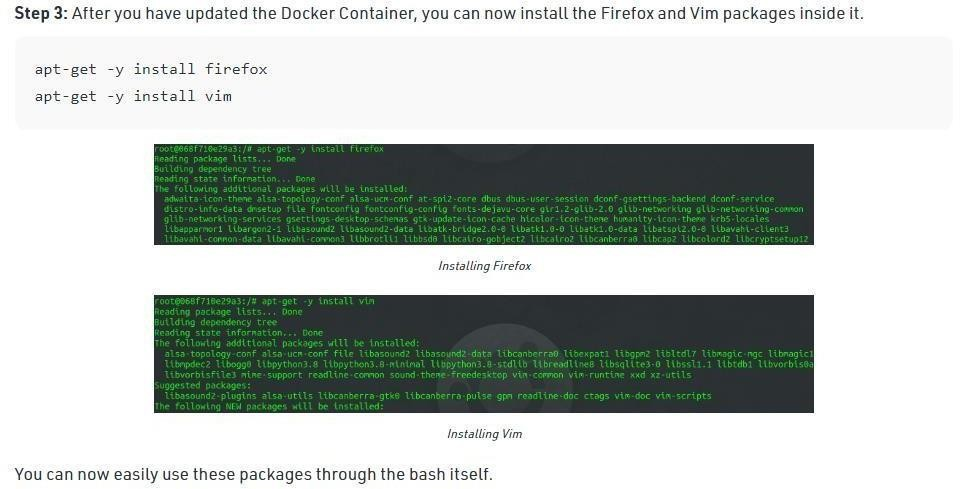 Step 3: After you have updated the Docker Container, you can now install the Firefox and Vim packages inside it.
apt-get -y install firefox
apt-get -y install vim
root@068f710e29a3:/# apt-get -y install firefox
Reading package lists... Done
Building dependency tree
Reading state information... Done
The following additional packages will be installed:
adwaita-icon-theme alsa-topology-conf alsa-ucm-conf at-spi2-core dbus dbus-user-session dconf-gsettings-backend dconf-service
distro-info-data dmsetup file fontconfig fontconfig-config fonts-dejavu-core gir1.2-glib-2.0 glib-networking glib-networking-common
glib-networking-services gsettings-desktop-schemas gtk-update-icon-cache hicolor-icon-theme humanity-icon-theme krb5-locales
libapparmor1 libargon2-1 libasound2 libasound2-data libatk-bridge2.0-0 libatk1.0-0 libatk1.0-data libatspi2.0-0 libavahi-client3
libavahi-common-data libavahi-common3 libbrotli1 libbsd0 libcairo-gobject2 libcairo2 libcanberra0 libcap2 libcolord2 libcryptsetup12
Installing Firefox
root@068f710e29a3:/# apt-get -y install vim
Reading package lists... Done
Building dependency tree
Reading state information... Done
The following additional packages will be installed:
alsa-topology-conf alsa-ucm-conf file libasound2 libasound2-data libcanberra0 libexpat1 libgpm2 libltdl7 libmagic-mgc libmagic1
libmpdec2 libogg0 libpython3.8 libpython3.8-minimal libpython3.8-stdlib libreadline8 libsqlite3-0 libssl1.1 libtdb1 libvorbis0a
libvorbisfile3 mime-support readline-common sound-theme-freedesktop vim-common vim-runtime xxd xz-utils
Suggested packages:
libasound2-plugins alsa-utils libcanberra-gtk0 libcanberra-pulse gpm readline-doc ctags vim-doc vim-scripts
The following NEW packages will be installed:
Installing Vim
You can now easily use these packages through the bash itself.